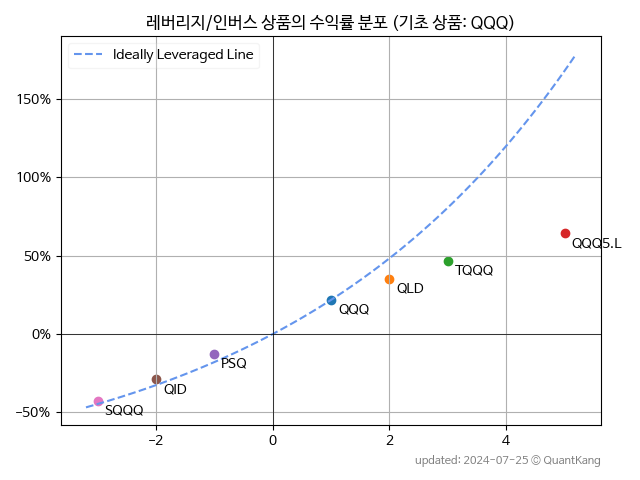 레버리지/인버스 상품의 수익률 분포 (기초 상품: QQQ)
Ideally Leveraged Line
150%
100%
QQQ5.L
50%
TQQQ
QLD
QQQ
0%
PSQ
QID
SQQQ
−50%
−2 0 2 4
updated: 2024-07-25 © QuantKang